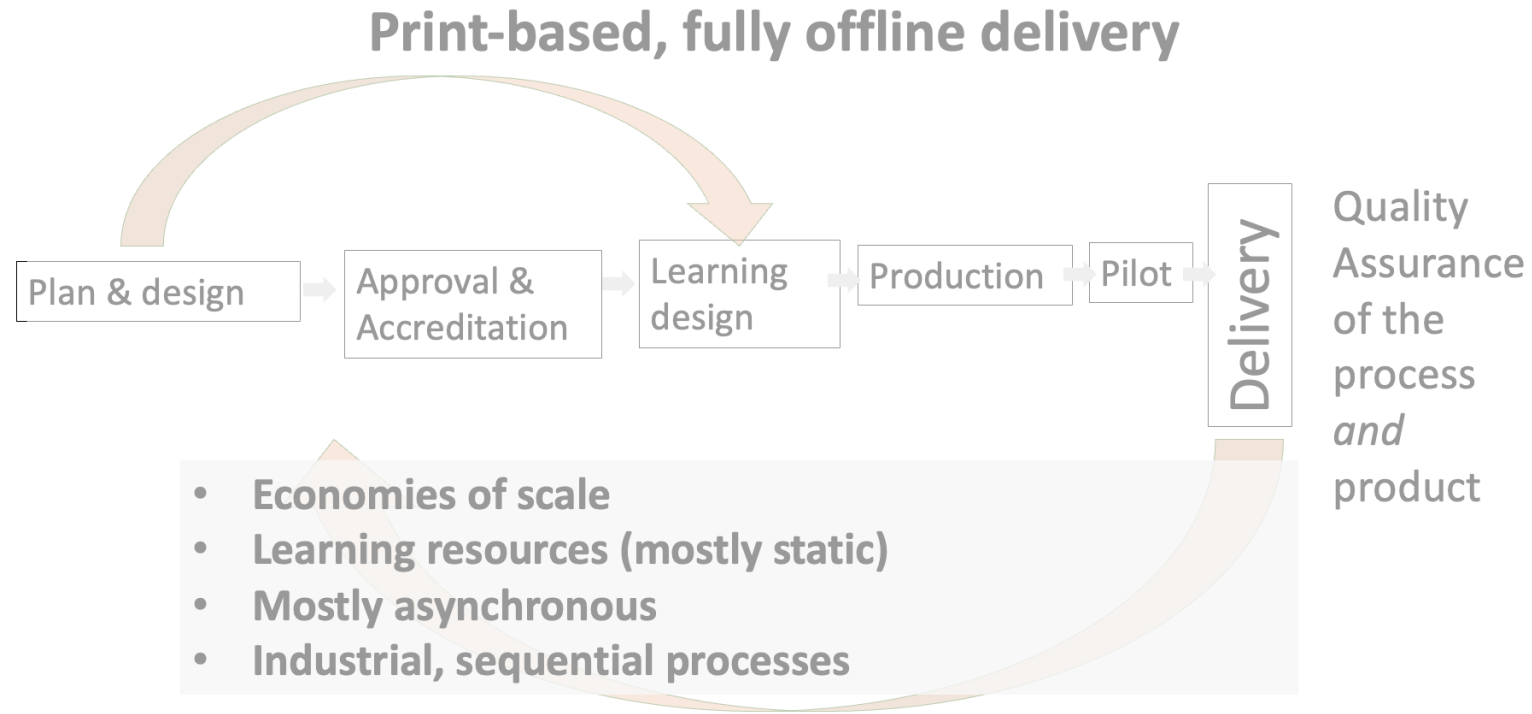 Print-based, fully offline delivery
Plan & design
Approval &
Accreditation
Learning
design
Production
Pilot
Delivery
Quality
Assurance
of the
process
and
product
• Economies of scale
• Learning resources (mostly static)
• Mostly asynchronous
• Industrial, sequential processes